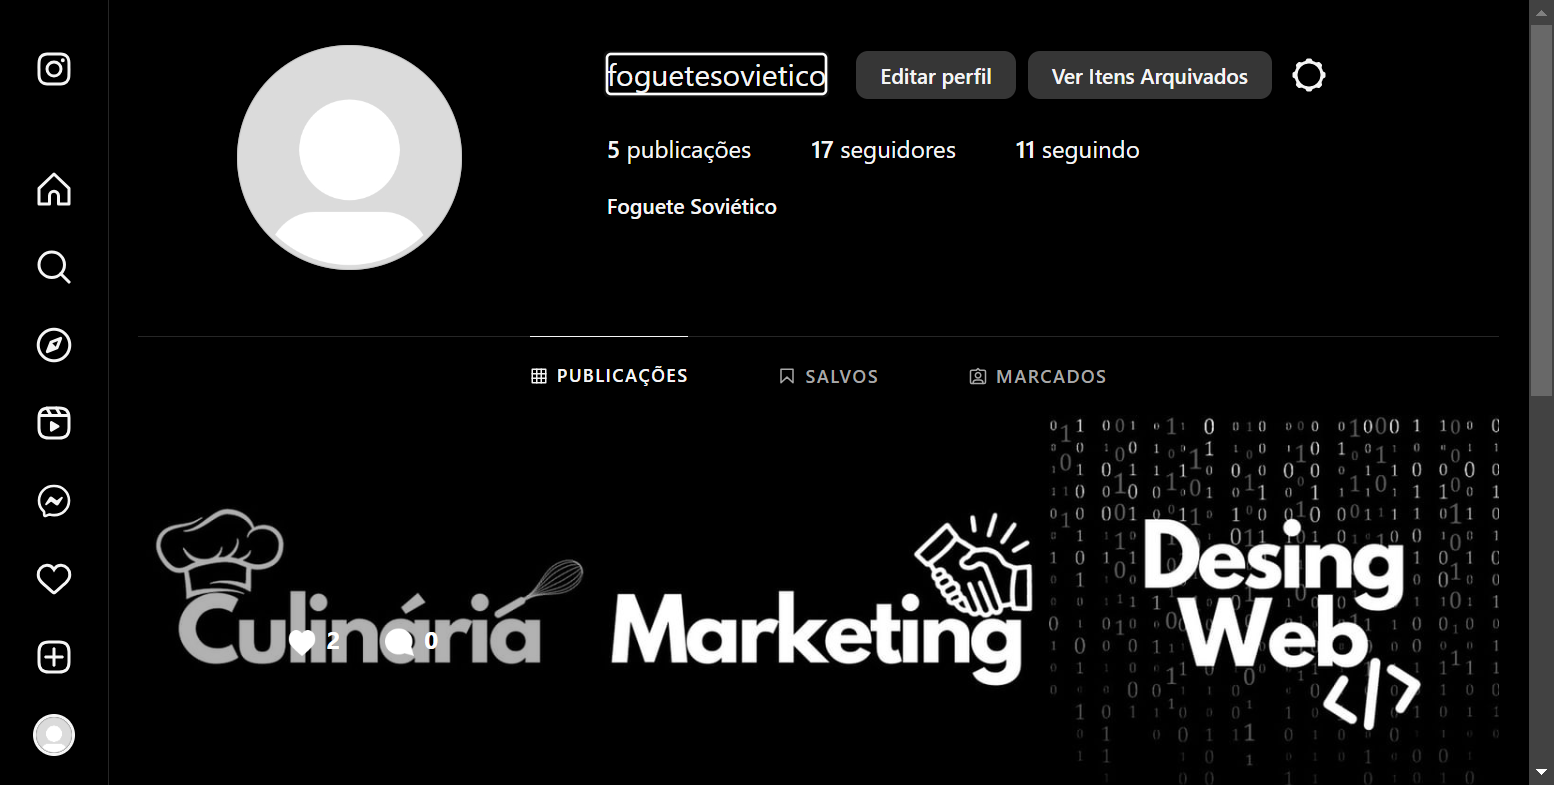 foguetesovietico Editar perfil Ver Itens Arquivados
5 publicações 17 seguidores 11 seguindo
Foguete Soviético
PUBLICAÇÕES SALVOS MARCADOS
Culinária
2 0
Marketing
Desing
Web
</>